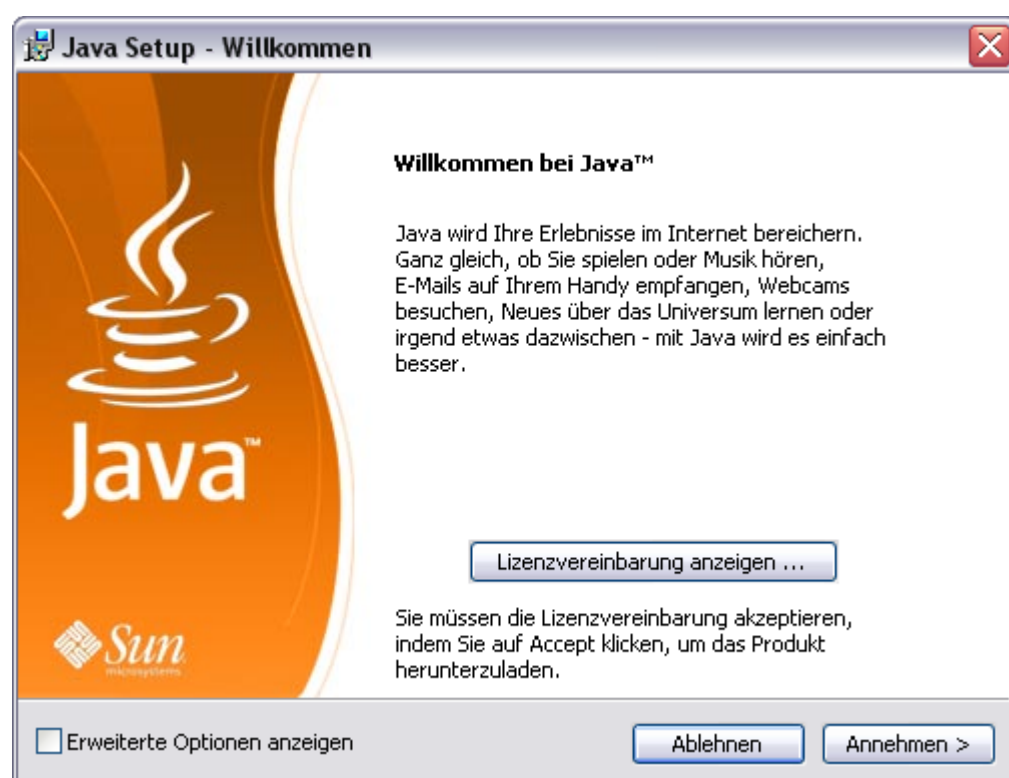 Java Setup - Willkommen
Willkommen bei Java™
Java wird Ihre Erlebnisse im Internet bereichern.
Ganz gleich, ob Sie spielen oder Musik hören,
E-Mails auf Ihrem Handy empfangen, Webcams
besuchen, Neues über das Universum lernen oder
irgend etwas dazwischen - mit Java wird es einfach
besser.
Java™
Lizenzvereinbarung anzeigen ...
Sie müssen die Lizenzvereinbarung akzeptieren,
indem Sie auf Accept klicken, um das Produkt
herunterzuladen.
Sun
microsystems
Erweiterte Optionen anzeigen
Ablehnen
Annehmen >